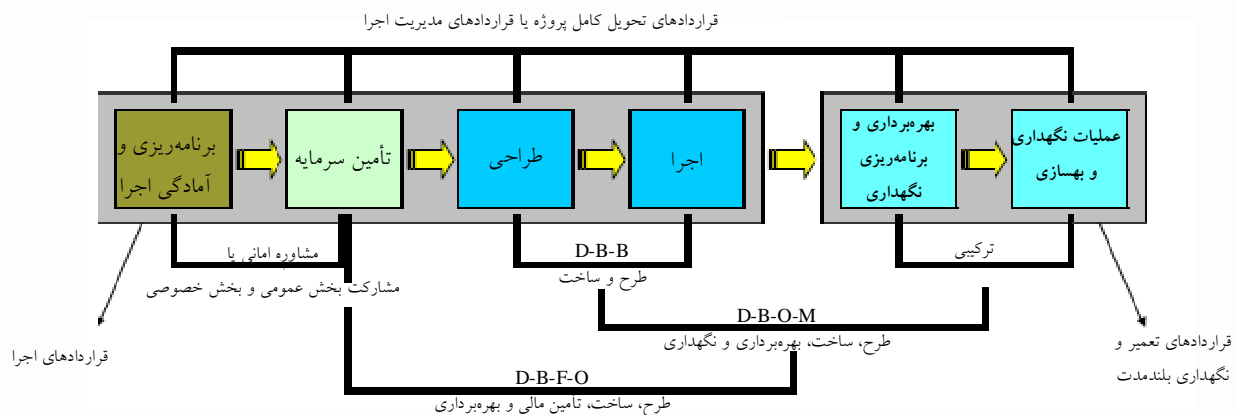 قراردادهای تحویل کامل پروژه یا قراردادهای مدیریت اجرا
برنامه‌ریزی و
آمادگی اجرا
تأمین سرمایه
طراحی
اجرا
بهره‌برداری و
برنامه‌ریزی
نگهداری
عملیات نگهداری
و بهسازی
مشاوره امانی یا
مشارکت بخش عمومی و بخش خصوصی
D-B-B
طرح و ساخت
ترکیبی
D-B-O-M
طرح، ساخت، بهره‌برداری و نگهداری
D-B-F-O
طرح، ساخت، تأمین مالی و بهره‌برداری
قراردادهای اجرا
قراردادهای تعمیر و
نگهداری بلندمدت